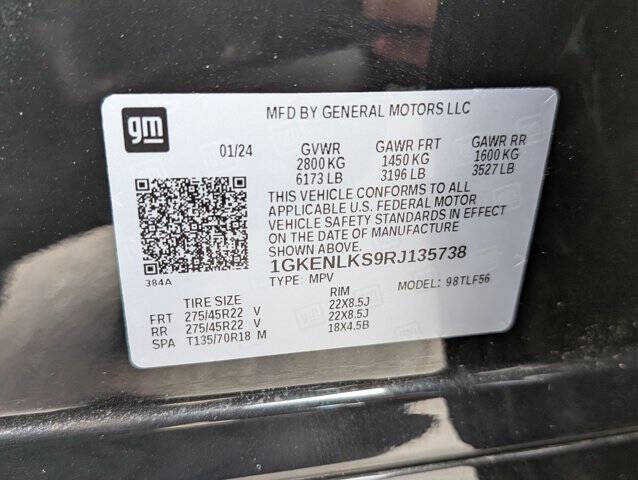 gm
MFD BY GENERAL MOTORS LLC
01/24 GVWR GAWR FRT GAWR RR
2800 KG 1450 KG 1600 KG
6173 LB 3196 LB 3527 LB
THIS VEHICLE CONFORMS TO ALL
APPLICABLE U.S. FEDERAL MOTOR
VEHICLE SAFETY STANDARDS IN EFFECT
ON THE DATE OF MANUFACTURE
SHOWN ABOVE.
1GKENLKS9RJ135738
384A
TYPE: MPV MODEL: 98TLF56
TIRE SIZE RIM
FRT 275/45R22 V 22X8.5J
RR 275/45R22 V 22X8.5J
SPA T135/70R18 M 18X4.5B